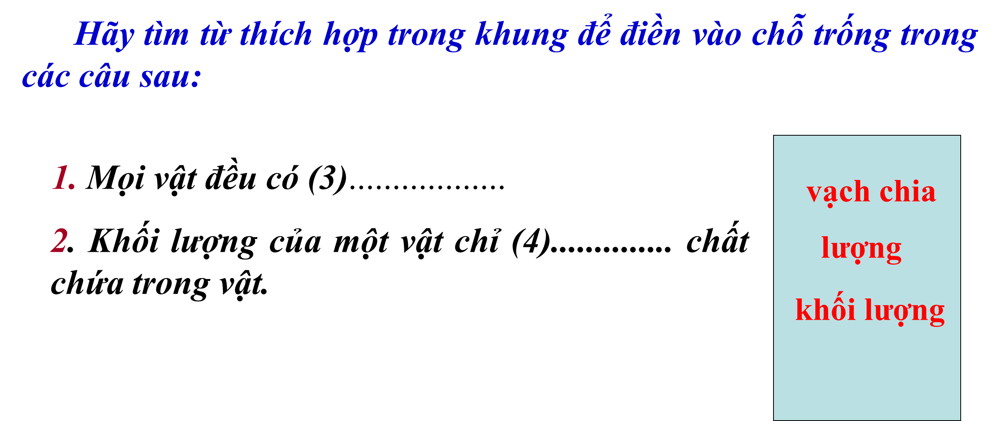 Hãy tìm từ thích hợp trong khung để điền vào chỗ trống trong
các câu sau:
1. Mọi vật đều có (3)..................
2. Khối lượng của một vật chỉ (4).............. chất
chứa trong vật.
vạch chia
lượng
khối lượng